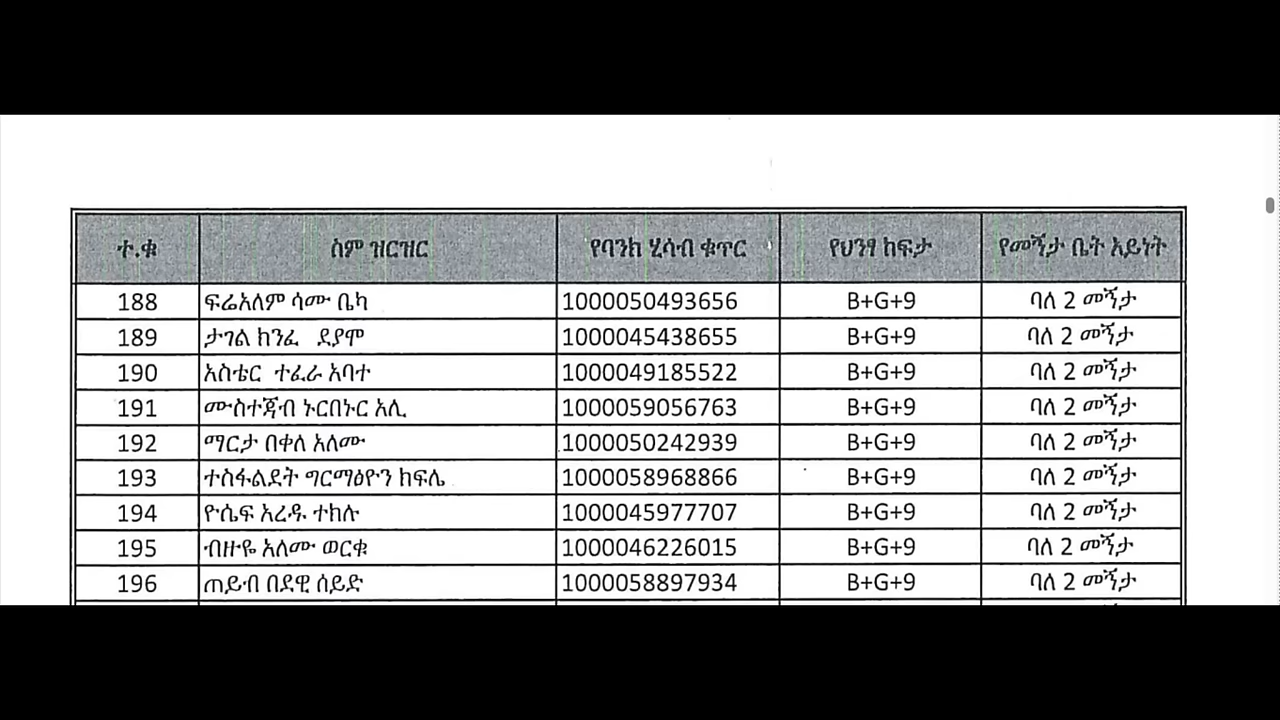 ተ.ቁ ስም ዝርዝር የባንክ ሂሳብ ቁጥር የህንፃ ከፍታ የመኝታ ቤት አይነት
188 ፍሬአለም ሳሙ ቤካ 1000050493656 B+G+9 ባለ 2 መኝታ
189 ታገል ክንፈ ደያሞ 1000045438655 B+G+9 ባለ 2 መኝታ
190 አስቴር ተፈራ አባተ 1000049185522 B+G+9 ባለ 2 መኝታ
191 ሙስተጃብ ኑርበኑር አሊ 1000059056763 B+G+9 ባለ 2 መኝታ
192 ማርታ በቀለ አለሙ 1000050242939 B+G+9 ባለ 2 መኝታ
193 ተስፋልደት ግርማፅዮን ክፍሌ 1000058968866 B+G+9 ባለ 2 መኝታ
194 ዮሴፍ አረዱ ተክሉ 1000045977707 B+G+9 ባለ 2 መኝታ
195 ብዙዬ አለሙ ወርቁ 1000046226015 B+G+9 ባለ 2 መኝታ
196 ጠይብ በደዊ ሰይድ 1000058897934 B+G+9 ባለ 2 መኝታ